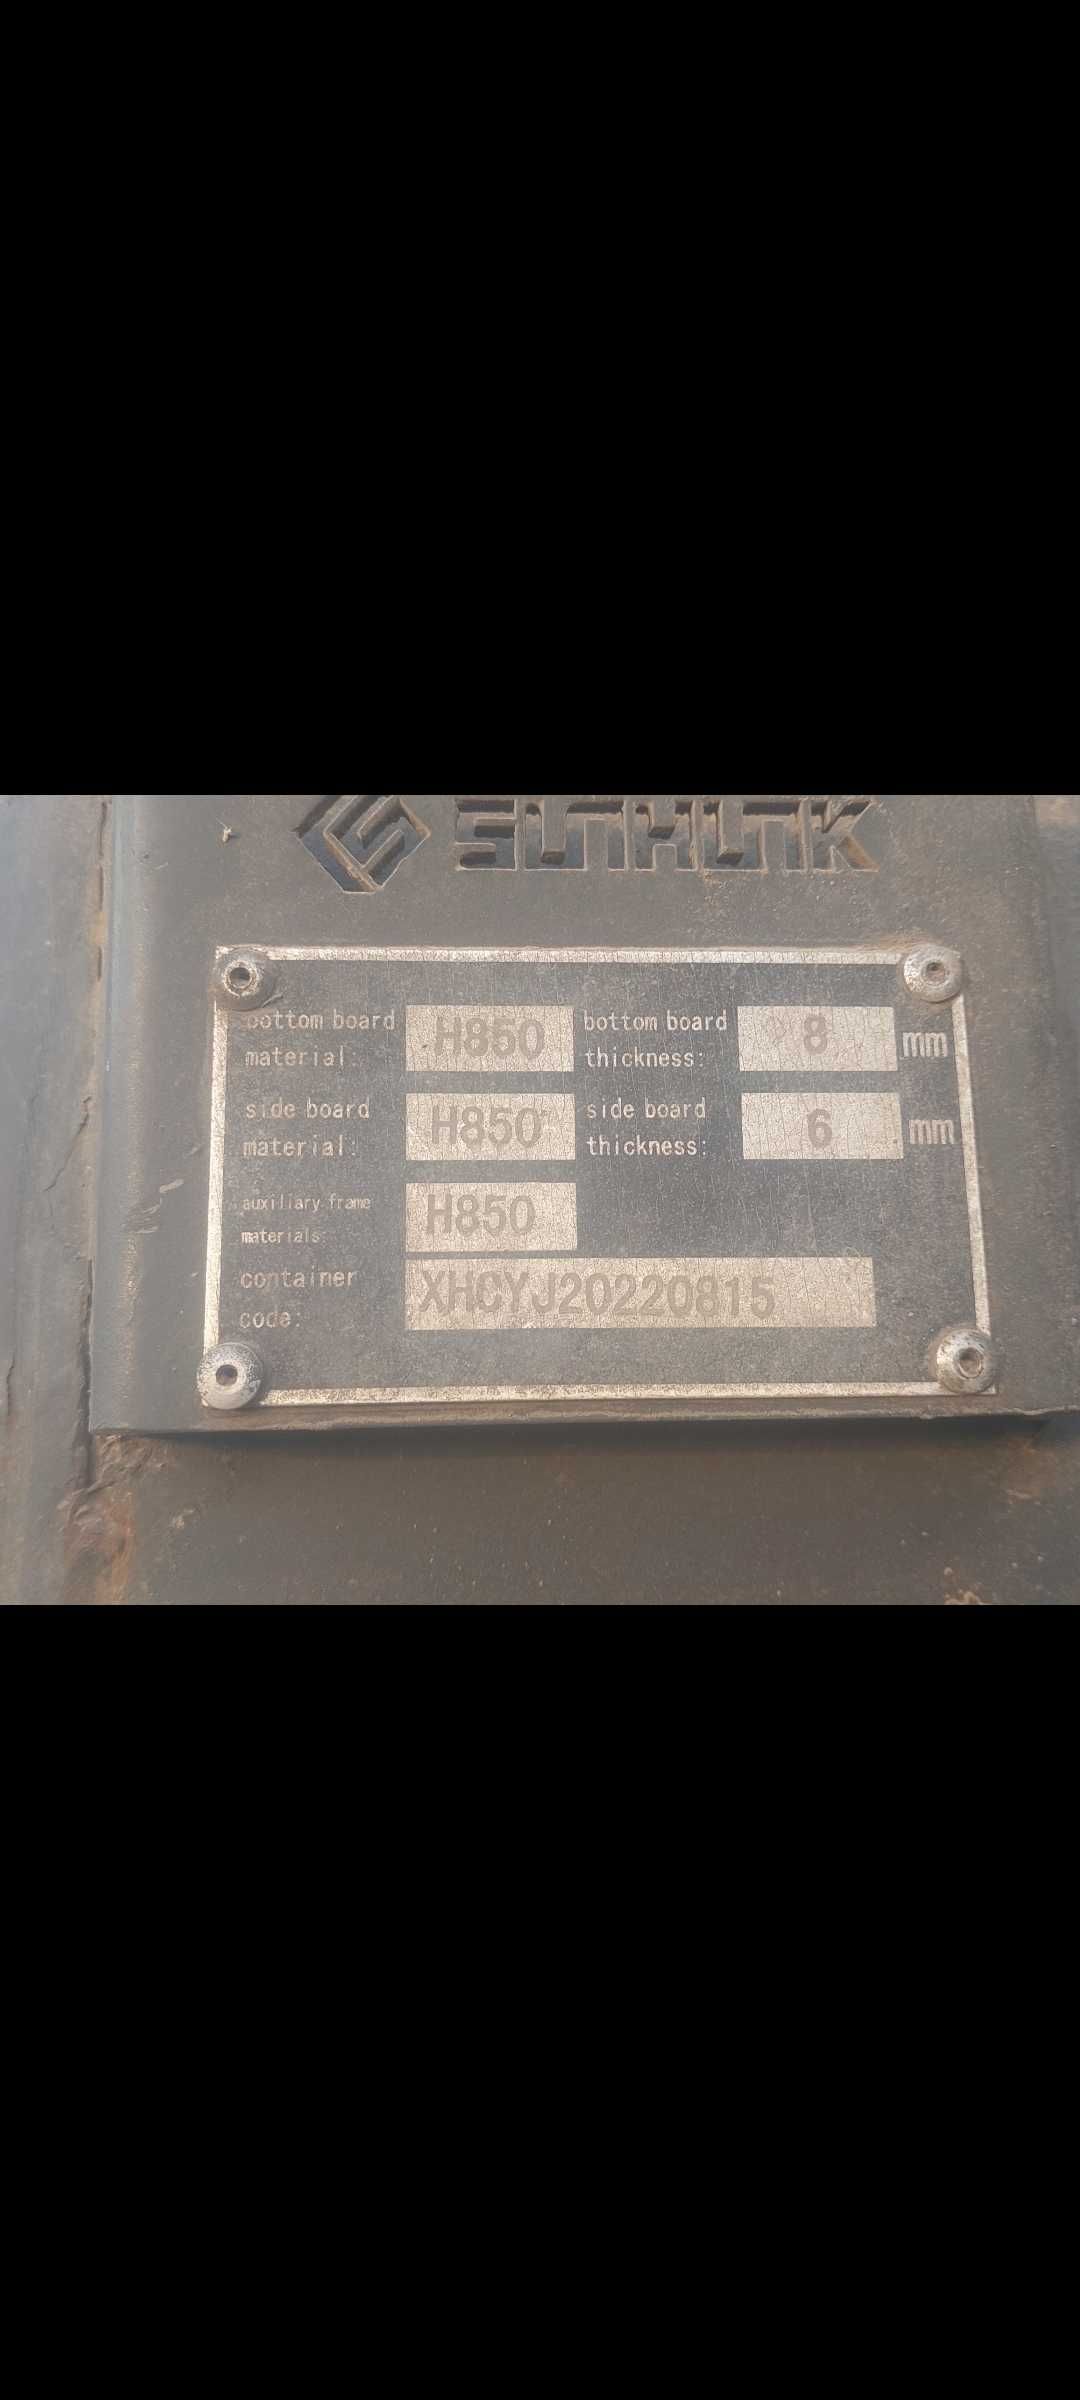 SUNHUNK
bottom board material: H850 bottom board thickness: 8 mm
side board material: H850 side board thickness: 6 mm
auxiliary frame materials: H850
container code: XHCYJ20220815